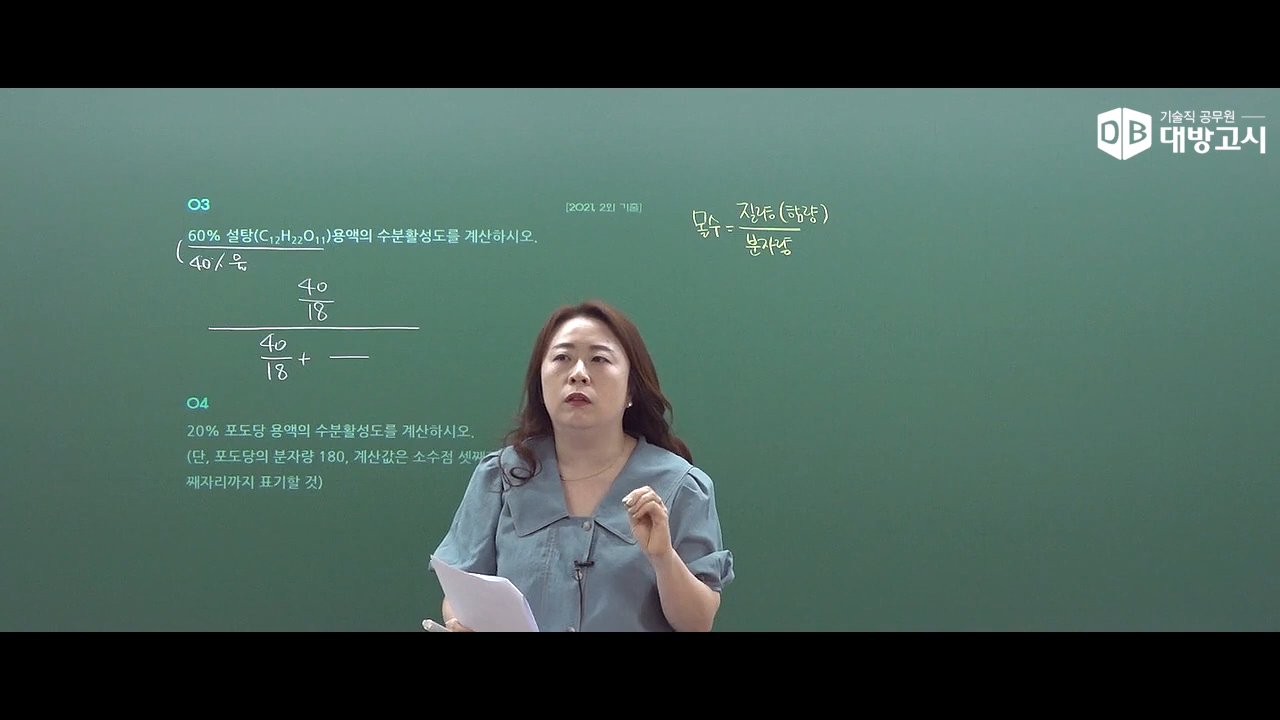 기술직 공무원
DB 대방고시
03
[2021, 2회 기출]
60% 설탕(C₁₂H₂₂O₁₁)용액의 수분활성도를 계산하시오.
40% 물
몰수 = 질량(함량)
분자량
40
18
40
18 +
04
20% 포도당 용액의 수분활성도를 계산하시오.
(단, 포도당의 분자량 180, 계산값은 소수점 셋째
째자리까지 표기할 것)